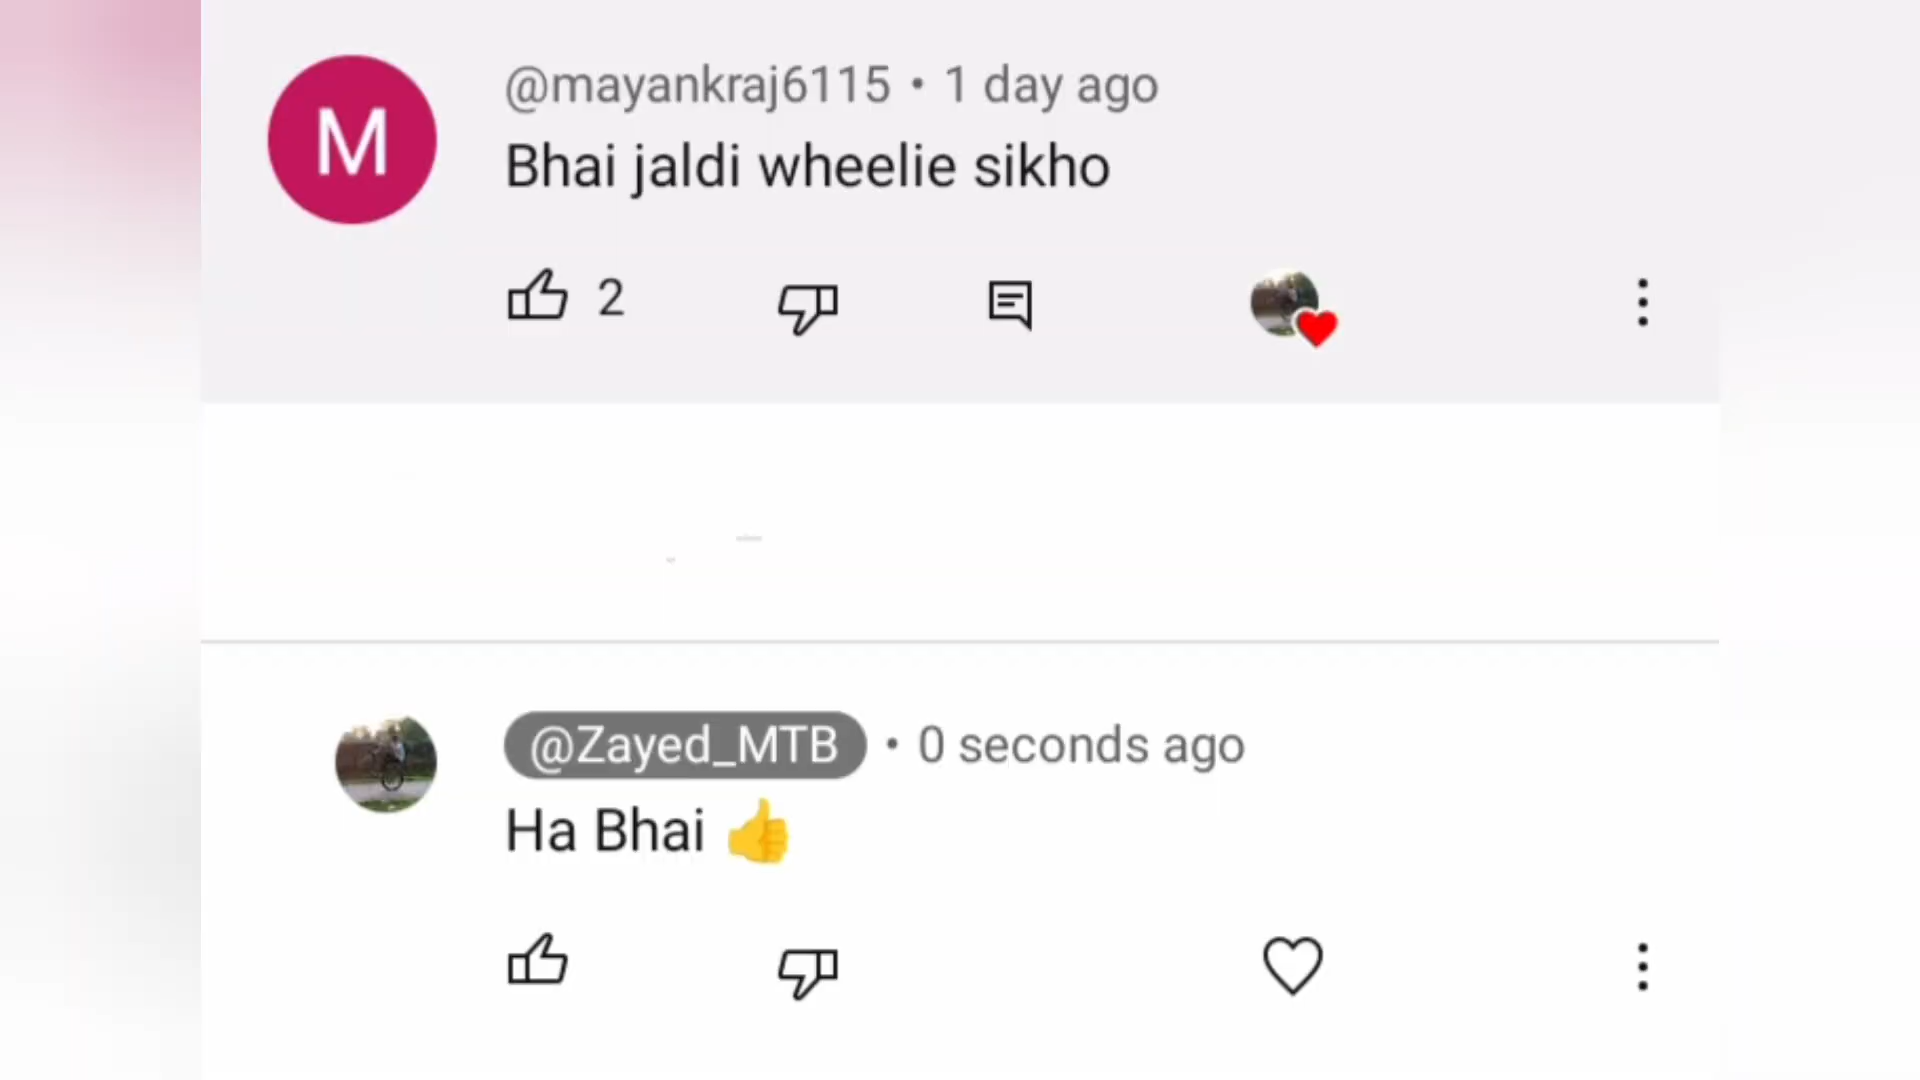 M
@mayankraj6115 • 1 day ago
Bhai jaldi wheelie sikho
2
@Zayed_MTB • 0 seconds ago
Ha Bhai 👍